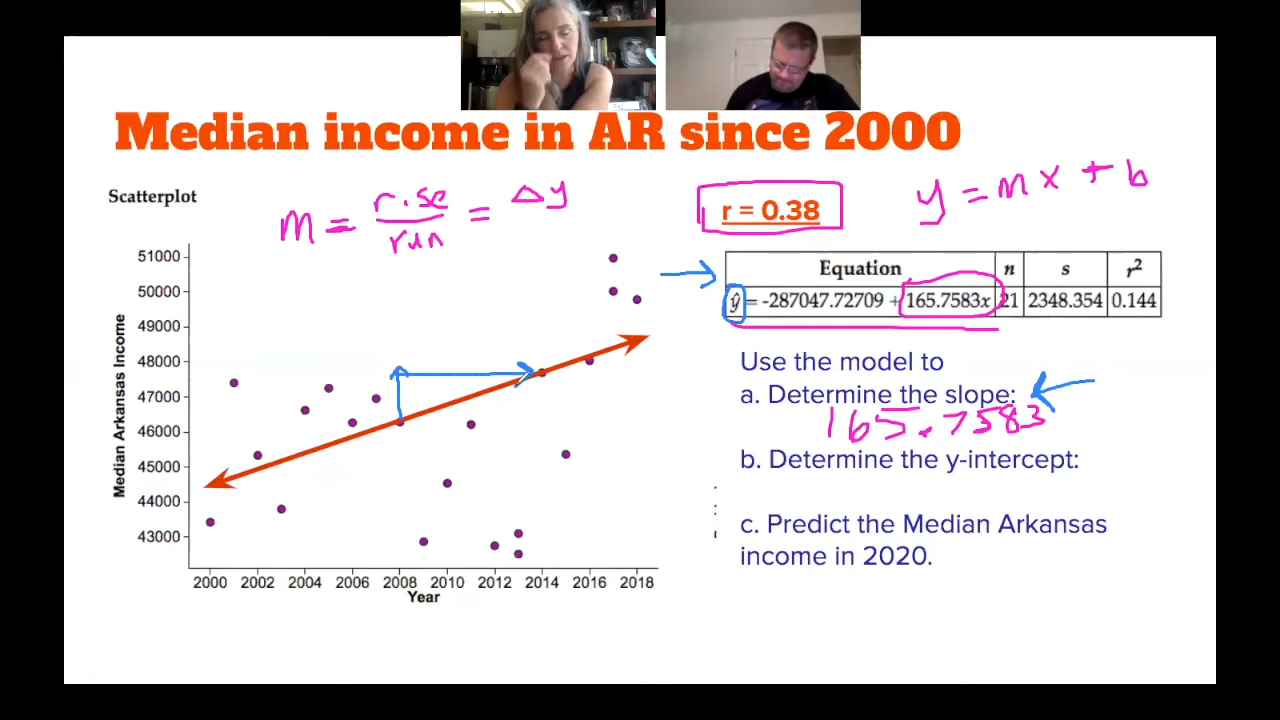 Median income in AR since 2000
Scatterplot
m = rise/run = Δy
r = 0.38
y = mx + b
Equation n s r²
ŷ = -287047.72709 + 165.7583x 21 2348.354 0.144
Use the model to
a. Determine the slope:
165.7583
b. Determine the y-intercept:
c. Predict the Median Arkansas
income in 2020.
Median Arkansas Income
51000
50000
49000
48000
47000
46000
45000
44000
43000
2000 2002 2004 2006 2008 2010 2012 2014 2016 2018
Year